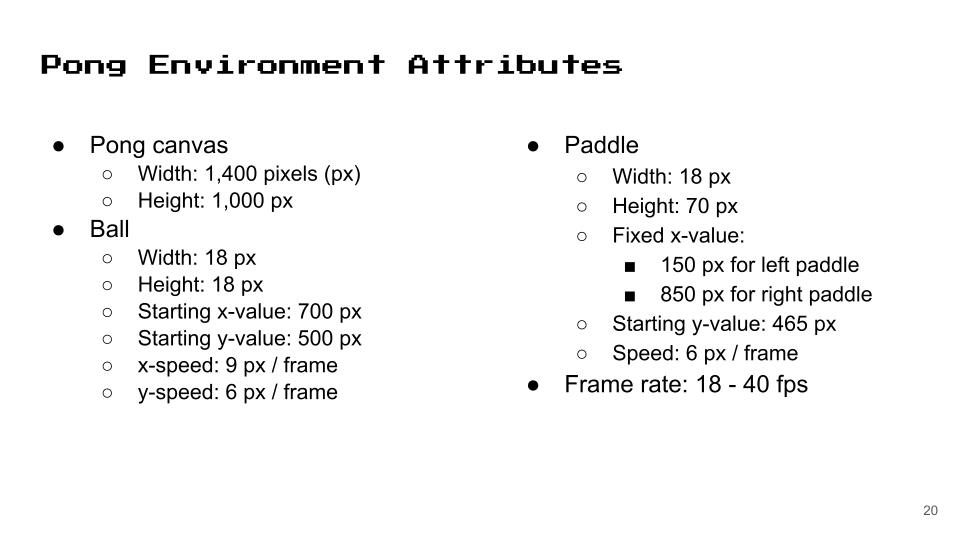 Pong Environment Attributes
● Pong canvas
○ Width: 1,400 pixels (px)
○ Height: 1,000 px
● Ball
○ Width: 18 px
○ Height: 18 px
○ Starting x-value: 700 px
○ Starting y-value: 500 px
○ x-speed: 9 px / frame
○ y-speed: 6 px / frame
● Paddle
○ Width: 18 px
○ Height: 70 px
○ Fixed x-value:
■ 150 px for left paddle
■ 850 px for right paddle
○ Starting y-value: 465 px
○ Speed: 6 px / frame
● Frame rate: 18 - 40 fps
20